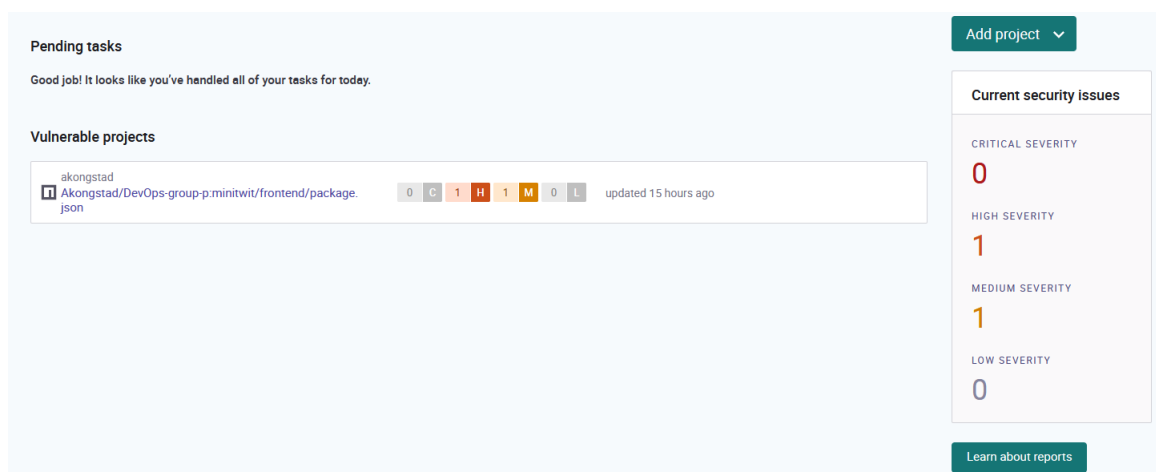 Pending tasks
Good job! It looks like you've handled all of your tasks for today.
Vulnerable projects
akongstad
Akongstad/DevOps-group-p:minitwit/frontend/package.
json
0 C 1 H 1 M 0 L updated 15 hours ago
Add project
Current security issues
CRITICAL SEVERITY
0
HIGH SEVERITY
1
MEDIUM SEVERITY
1
LOW SEVERITY
0
Learn about reports